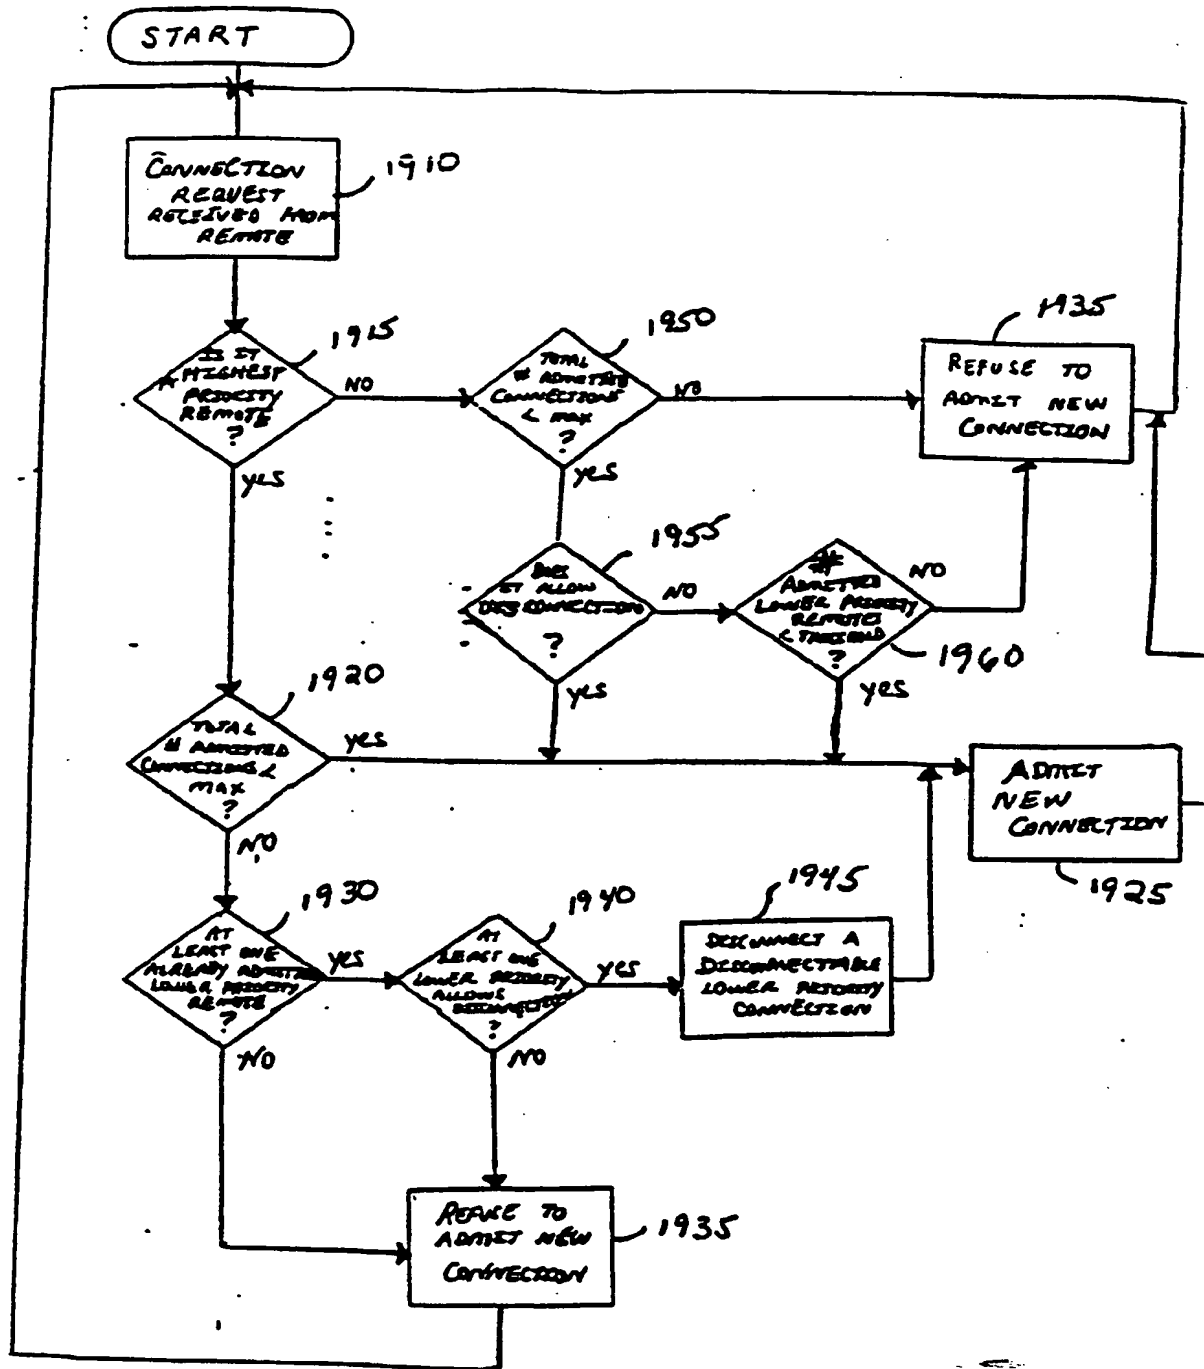 START
CONNECTION
REQUEST
RECEIVED FROM
REMOTE
1910
IS IT
A HIGHEST
PRIORITY
REMOTE
?
1915
NO
yes
TOTAL
# ADMITTED
CONNECTIONS
< MAX
?
1950
NO
yes
REFUSE TO
ADMIT NEW
CONNECTION
1935
DOES
IT ALLOW
DISCONNECTION
?
1955
NO
yes
#
ADMITTED
LOWER PRIORITY
REMOTES
<
?
NO
1960
yes
TOTAL
# ADMITTED
CONNECTIONS <
MAX
?
1920
yes
NO
ADMIT
NEW
CONNECTION
1925
AT
LEAST ONE
ALREADY ADMITTED
LOWER PRIORITY
REMOTE
?
1930
yes
NO
AT
LEAST ONE
LOWER PRIORITY
ALLOWS
DISCONNECTION
?
1940
yes
NO
DISCONNECT A
DISCONNECTABLE
LOWER PRIORITY
CONNECTION
1945
REFUSE TO
ADMIT NEW
CONNECTION
1935